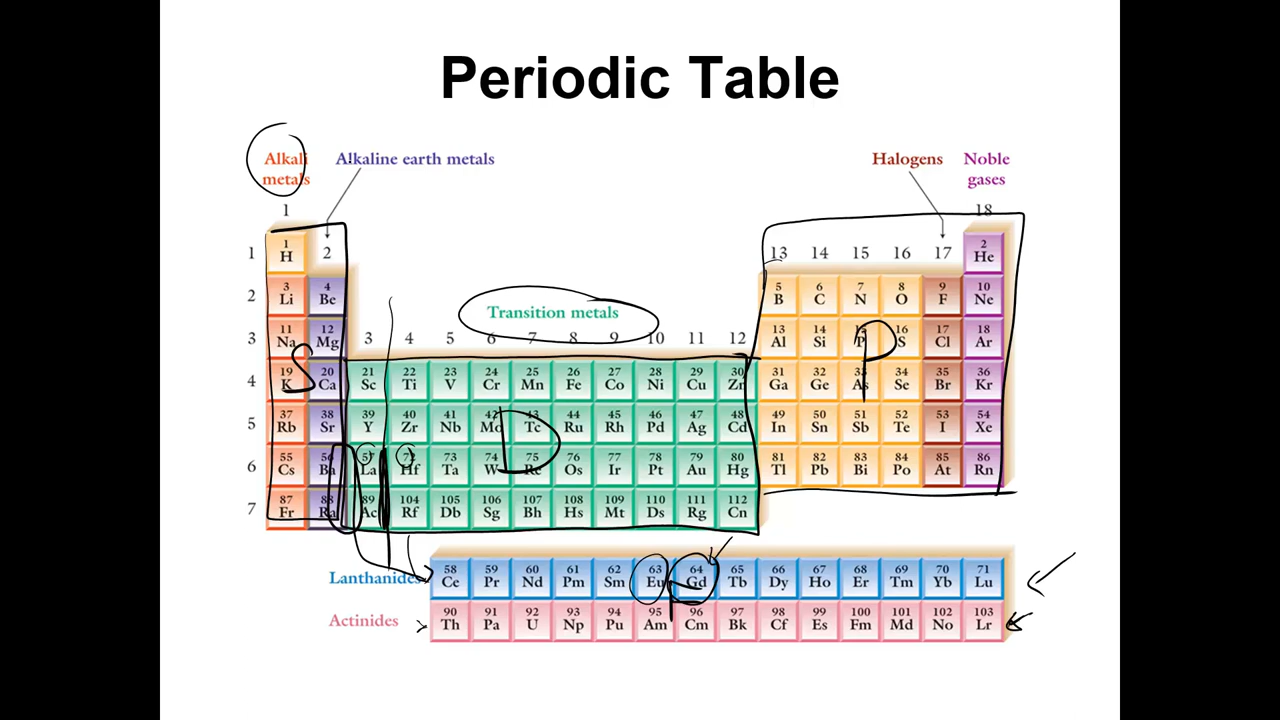 Periodic Table
Alkali Alkaline earth metals Halogens Noble
metals gases
1 18
1 1 H 2 13 14 15 16 17 2 He
2 3 Li 4 Be 5 B 6 C 7 N 8 O 9 F 10 Ne
Transition metals
3 11 Na 12 Mg 3 4 5 6 7 8 9 10 11 12 13 Al 14 Si 15 P 16 S 17 Cl 18 Ar
4 19 K 20 Ca 21 Sc 22 Ti 23 V 24 Cr 25 Mn 26 Fe 27 Co 28 Ni 29 Cu 30 Zn 31 Ga 32 Ge 33 As 34 Se 35 Br 36 Kr
S D P
5 37 Rb 38 Sr 39 Y 40 Zr 41 Nb 42 Mo 43 Tc 44 Ru 45 Rh 46 Pd 47 Ag 48 Cd 49 In 50 Sn 51 Sb 52 Te 53 I 54 Xe
6 55 Cs 56 Ba 57 La 72 Hf 73 Ta 74 W 75 Re 76 Os 77 Ir 78 Pt 79 Au 80 Hg 81 Tl 82 Pb 83 Bi 84 Po 85 At 86 Rn
7 87 Fr 88 Ra 89 Ac 104 Rf 105 Db 106 Sg 107 Bh 108 Hs 109 Mt 110 Ds 111 Rg 112 Cn
Lanthanides 58 Ce 59 Pr 60 Nd 61 Pm 62 Sm 63 Eu 64 Gd 65 Tb 66 Dy 67 Ho 68 Er 69 Tm 70 Yb 71 Lu
F
Actinides 90 Th 91 Pa 92 U 93 Np 94 Pu 95 Am 96 Cm 97 Bk 98 Cf 99 Es 100 Fm 101 Md 102 No 103 Lr